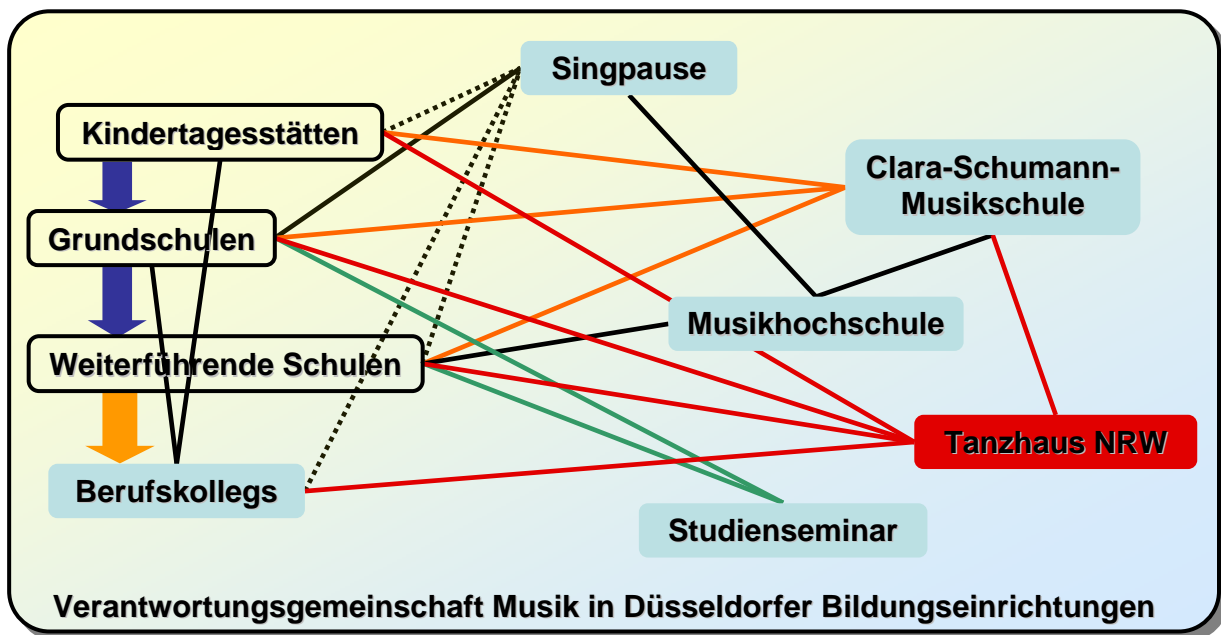 Singpause
Kindertagesstätten
Clara-Schumann-
Musikschule
Grundschulen
Musikhochschule
Weiterführende Schulen
Tanzhaus NRW
Berufskollegs
Studienseminar
Verantwortungsgemeinschaft Musik in Düsseldorfer Bildungseinrichtungen